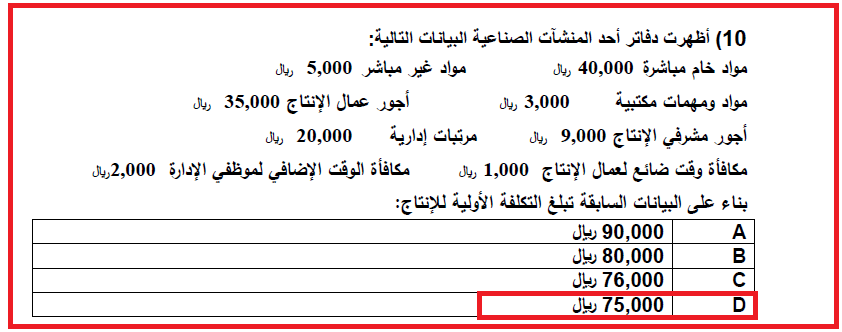 10) أظهرت دفاتر أحد المنشآت الصناعية البيانات التالية:
مواد خام مباشرة 40,000 ريال مواد غير مباشر 5,000 ريال
مواد ومهمات مكتبية 3,000 ريال أجور عمال الإنتاج 35,000 ريال
أجور مشرفي الإنتاج 9,000 ريال مرتبات إدارية 20,000 ريال
مكافأة وقت ضائع لعمال الإنتاج 1,000 ريال مكافأة الوقت الإضافي لموظفي الإدارة 2,000ريال
بناء على البيانات السابقة تبلغ التكلفة الأولية للإنتاج:
A 90,000 ريال
B 80,000 ريال
C 76,000 ريال
D 75,000 ريال